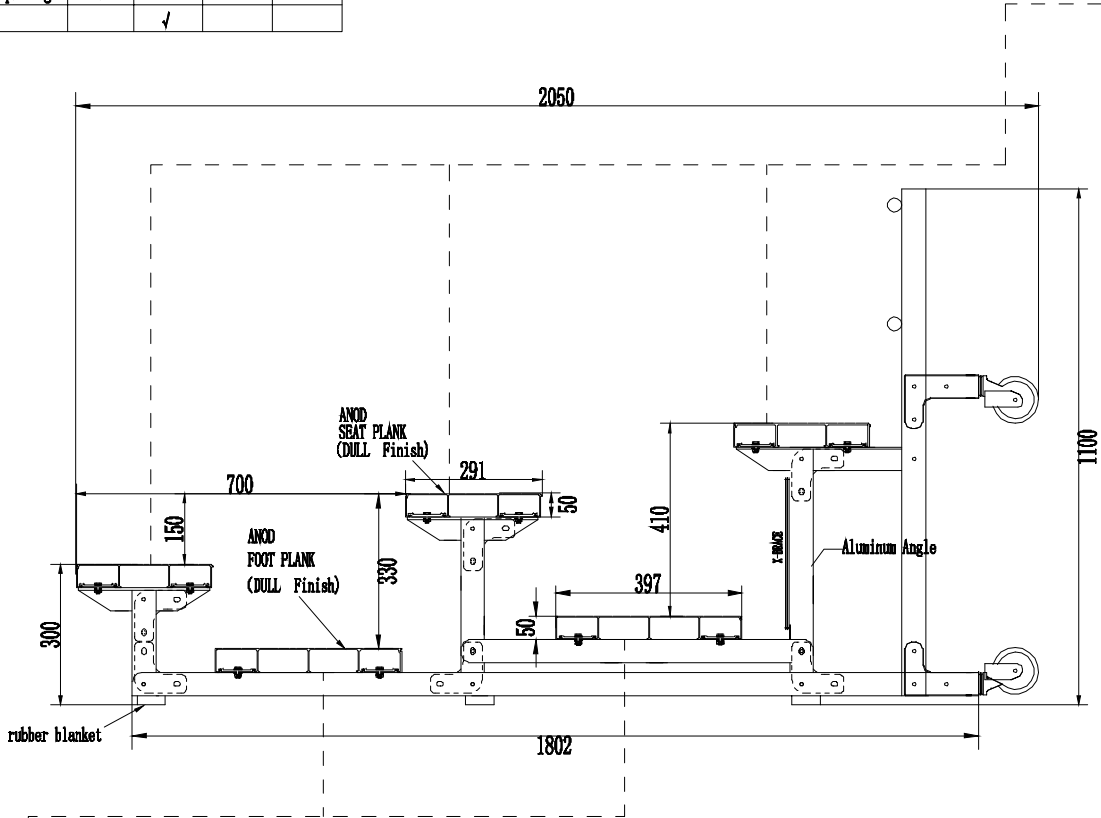 √
2050
ANOD
SEAT PLANK
(DULL Finish)
291
700
50
150
410
1100
ANOD
FOOT PLANK
(DULL Finish)
330
X-BRACE
Aluminum Angle
397
50
300
rubber blanket
1802